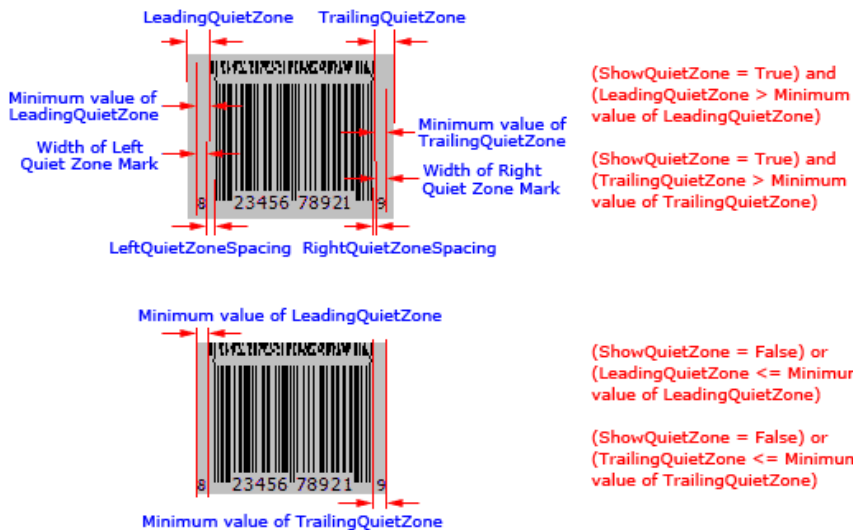 LeadingQuietZone TrailingQuietZone
Minimum value of
LeadingQuietZone
Width of Left
Quiet Zone Mark
Minimum value of
TrailingQuietZone
Width of Right
Quiet Zone Mark
8 23456 78921 9
LeftQuietZoneSpacing RightQuietZoneSpacing
(ShowQuietZone = True) and
(LeadingQuietZone > Minimum
value of LeadingQuietZone)
(ShowQuietZone = True) and
(TrailingQuietZone > Minimum
value of TrailingQuietZone)
Minimum value of LeadingQuietZone
8 23456 78921 9
Minimum value of TrailingQuietZone
(ShowQuietZone = False) or
(LeadingQuietZone <= Minimum
value of LeadingQuietZone)
(ShowQuietZone = False) or
(TrailingQuietZone <= Minimum
value of TrailingQuietZone)